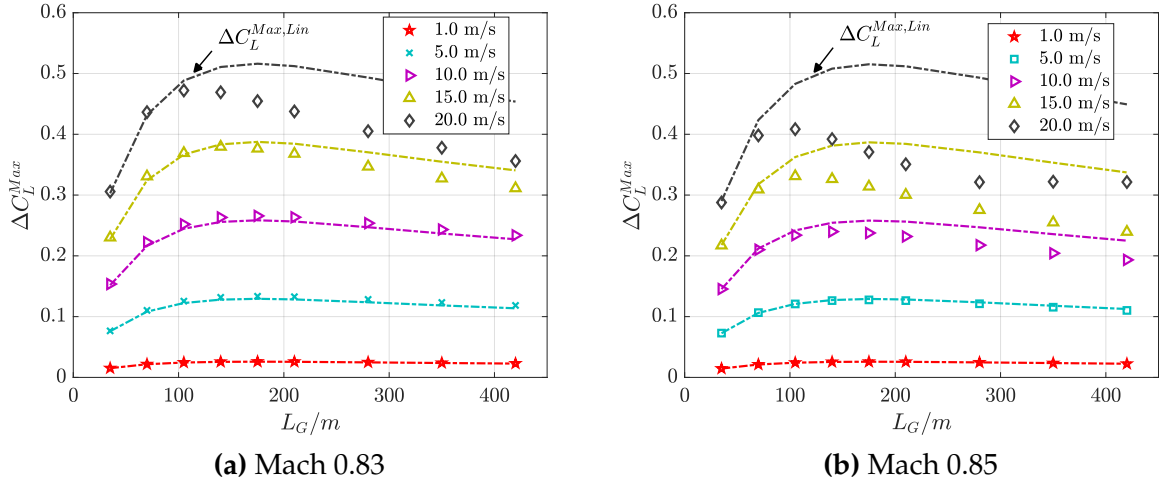 0.6
0.5
0.4
0.3
0.2
0.1
0
ΔC_L^{Max}
ΔC_L^{Max,Lin}
1.0 m/s
5.0 m/s
10.0 m/s
15.0 m/s
20.0 m/s
0 100 200 300 400
L_G/m
(a) Mach 0.83
0.6
0.5
0.4
0.3
0.2
0.1
0
ΔC_L^{Max}
ΔC_L^{Max,Lin}
1.0 m/s
5.0 m/s
10.0 m/s
15.0 m/s
20.0 m/s
0 100 200 300 400
L_G/m
(b) Mach 0.85